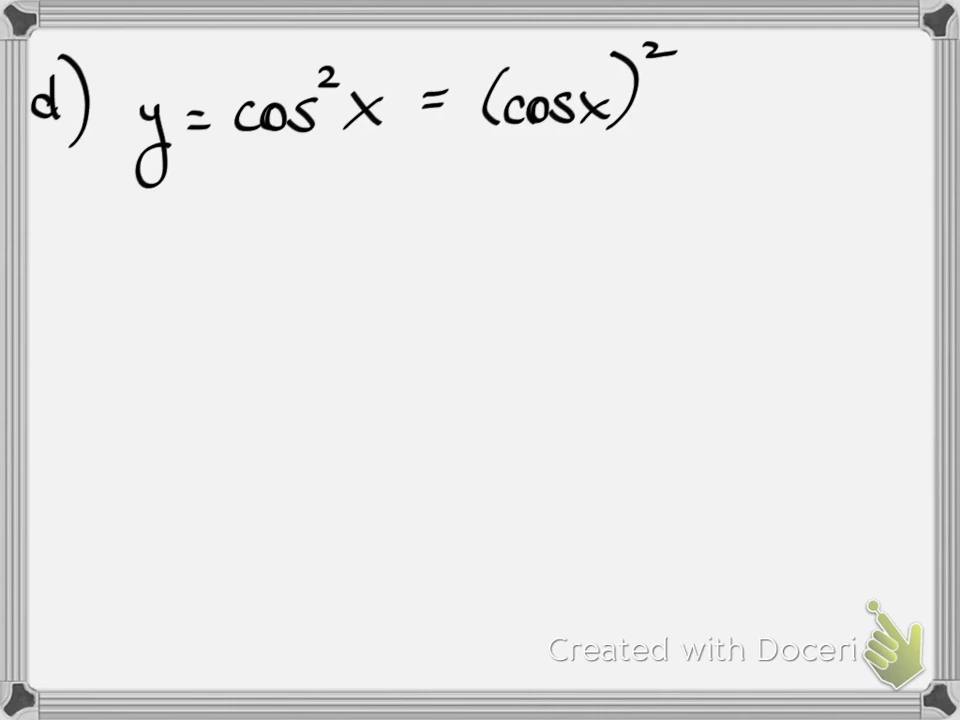 d) y = cos²x = (cosx)²
Created with Doceri